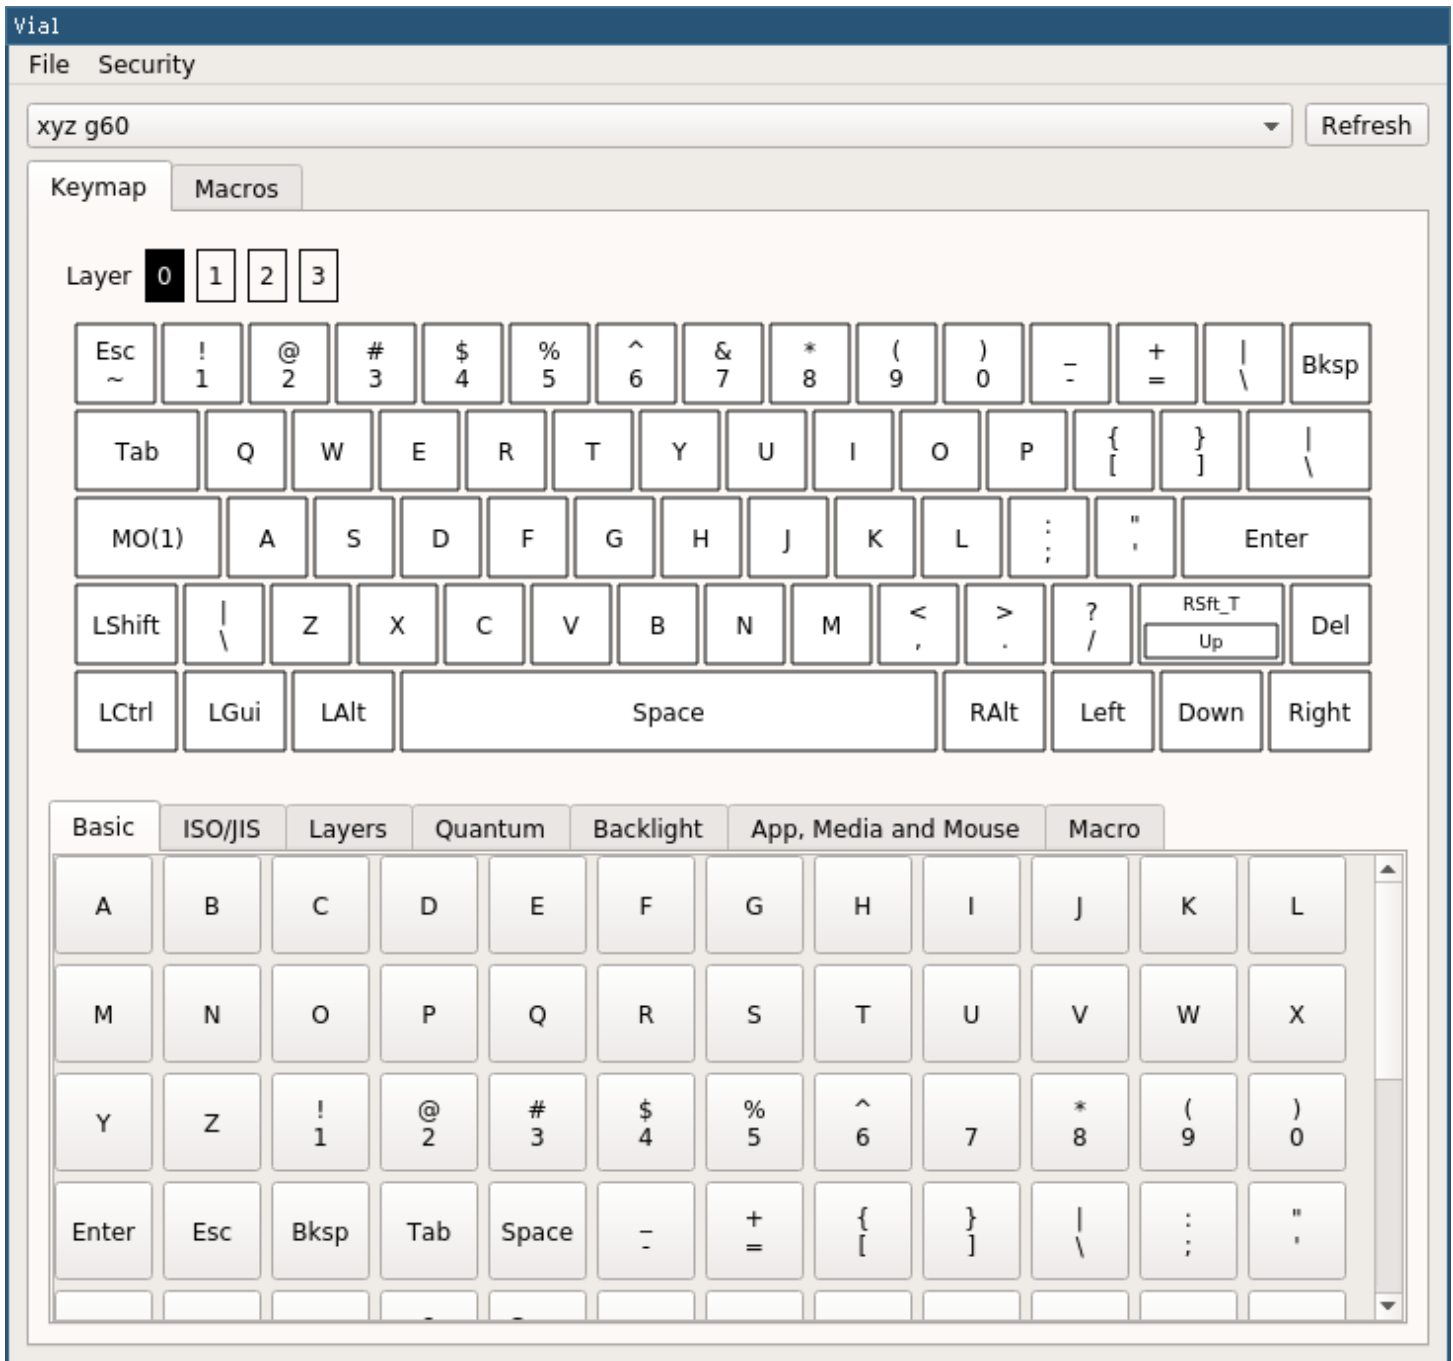 Vial
File Security
xyz g60 Refresh
Keymap Macros
Layer 0 1 2 3
Esc ! @ # $ % ^ & * ( ) _ + | Bksp
~ 1 2 3 4 5 6 7 8 9 0 - = \
Tab Q W E R T Y U I O P { } |
[ ] \
MO(1) A S D F G H J K L : " Enter
; '
LShift | Z X C V B N M < > ? RSft_T Del
\ , . / Up
LCtrl LGui LAlt Space RAlt Left Down Right
Basic ISO/JIS Layers Quantum Backlight App, Media and Mouse Macro
A B C D E F G H I J K L
M N O P Q R S T U V W X
Y Z ! @ # $ % ^ * ( )
1 2 3 4 5 6 7 8 9 0
Enter Esc Bksp Tab Space _ + { } | : "
- = [ ] \ ; '